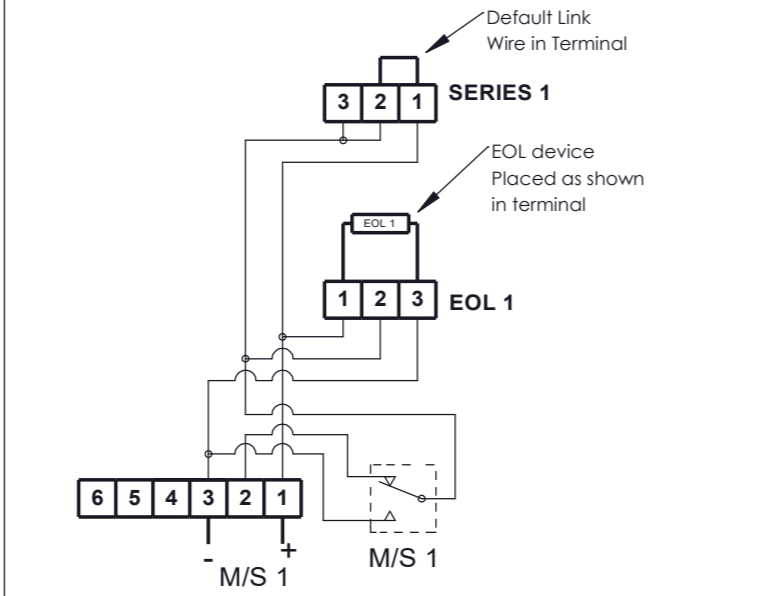 Default Link
Wire in Terminal
3 2 1 SERIES 1
EOL device
Placed as shown
in terminal
EOL 1
1 2 3 EOL 1
6 5 4 3 2 1
- +
M/S 1
M/S 1